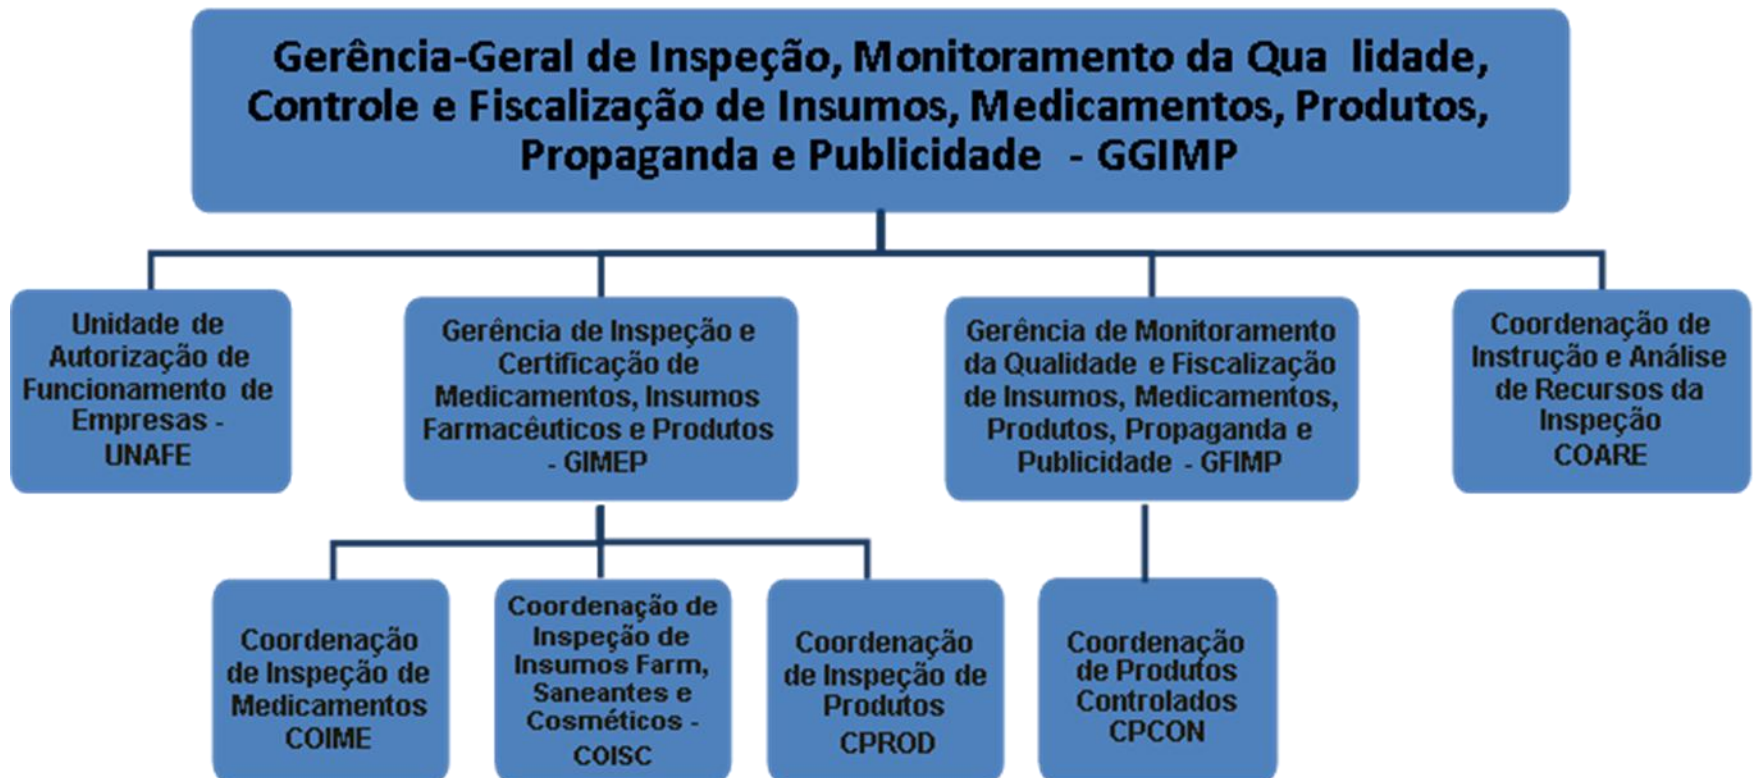 Gerência-Geral de Inspeção, Monitoramento da Qua lidade,
Controle e Fiscalização de Insumos, Medicamentos, Produtos,
Propaganda e Publicidade - GGIMP
Unidade de
Autorização de
Funcionamento de
Empresas -
UNAFE
Gerência de Inspeção e
Certificação de
Medicamentos, Insumos
Farmacêuticos e Produtos
- GIMEP
Gerência de Monitoramento
da Qualidade e Fiscalização
de Insumos, Medicamentos,
Produtos, Propaganda e
Publicidade - GFIMP
Coordenação de
Instrução e Análise
de Recursos da
Inspeção
COARE
Coordenação
de Inspeção de
Medicamentos
COIME
Coordenação de
Inspeção de
Insumos Farm,
Saneantes e
Cosméticos -
COISC
Coordenação
de Inspeção de
Produtos
CPROD
Coordenação
de Produtos
Controlados
CPCON